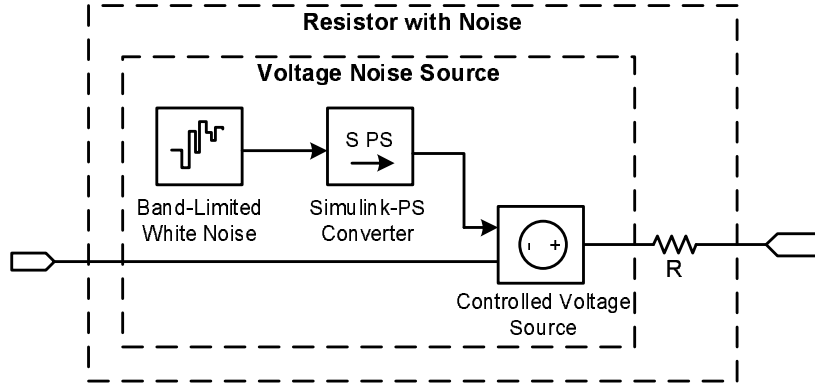 Resistor with Noise
Voltage Noise Source
S PS
Band-Limited
White Noise
Simulink-PS
Converter
R
Controlled Voltage
Source